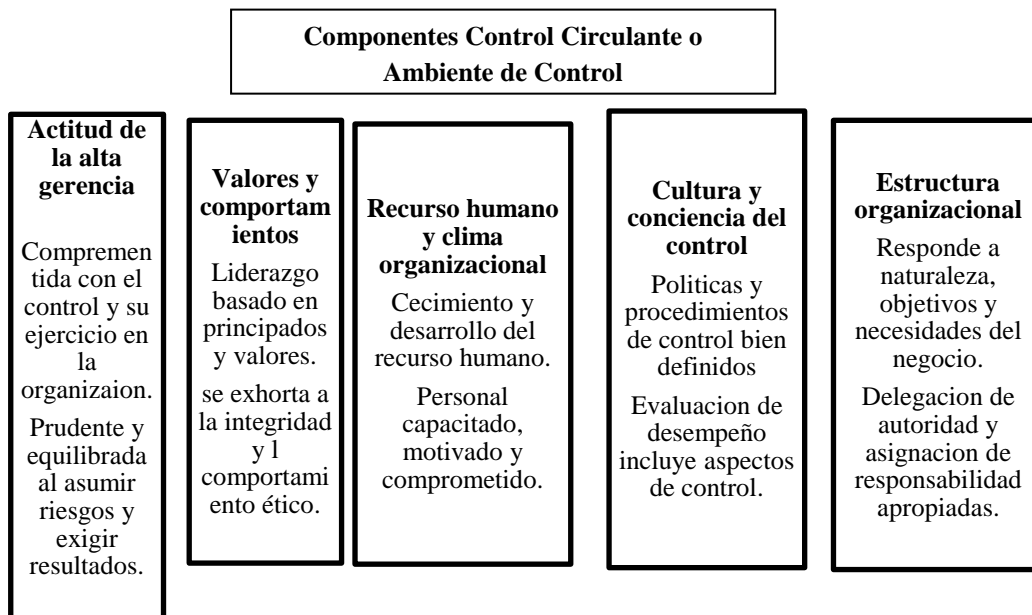 Componentes Control Circulante o
Ambiente de Control
Actitud de
la alta
gerencia
Compremen
tida con el
control y su
ejercicio en
la
organizaion.
Prudente y
equilibrada
al asumir
riesgos y
exigir
resultados.
Valores y
comportam
ientos
Liderazgo
basado en
principados
y valores.
se exhorta a
la integridad
y l
comportami
ento ético.
Recurso humano
y clima
organizacional
Cecimiento y
desarrollo del
recurso humano.
Personal
capacitado,
motivado y
comprometido.
Cultura y
conciencia del
control
Politicas y
procedimientos
de control bien
definidos
Evaluacion de
desempeño
incluye aspectos
de control.
Estructura
organizacional
Responde a
naturaleza,
objetivos y
necesidades del
negocio.
Delegacion de
autoridad y
asignacion de
responsabilidad
apropiadas.